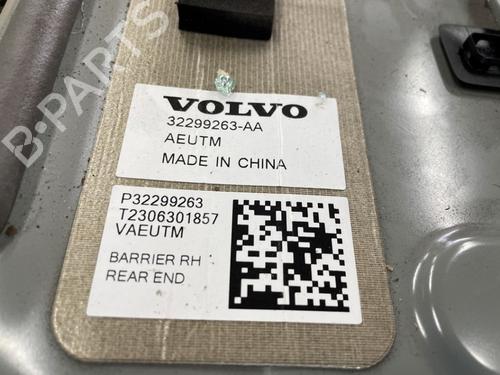 VOLVO
32299263-AA
AEUTM
MADE IN CHINA
P32299263
T2306301857
VAEUTM
BARRIER RH
REAR END
B-PARTS